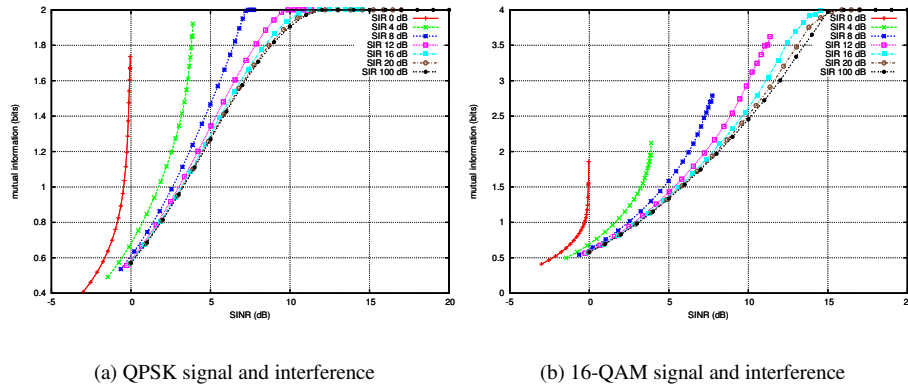 2
1.8
1.6
1.4
1.2
1
0.8
0.6
0.4
mutual information (bits)
-5
0
5
10
15
20
SINR (dB)
SIR 0 dB
SIR 4 dB
SIR 8 dB
SIR 12 dB
SIR 16 dB
SIR 20 dB
SIR 100 dB
(a) QPSK signal and interference
4
3.5
3
2.5
2
1.5
1
0.5
0
mutual information (bits)
-5
0
5
10
15
SINR (dB)
SIR 0 dB
SIR 4 dB
SIR 8 dB
SIR 12 dB
SIR 16 dB
SIR 20 dB
SIR 100 dB
(b) 16-QAM signal and interference